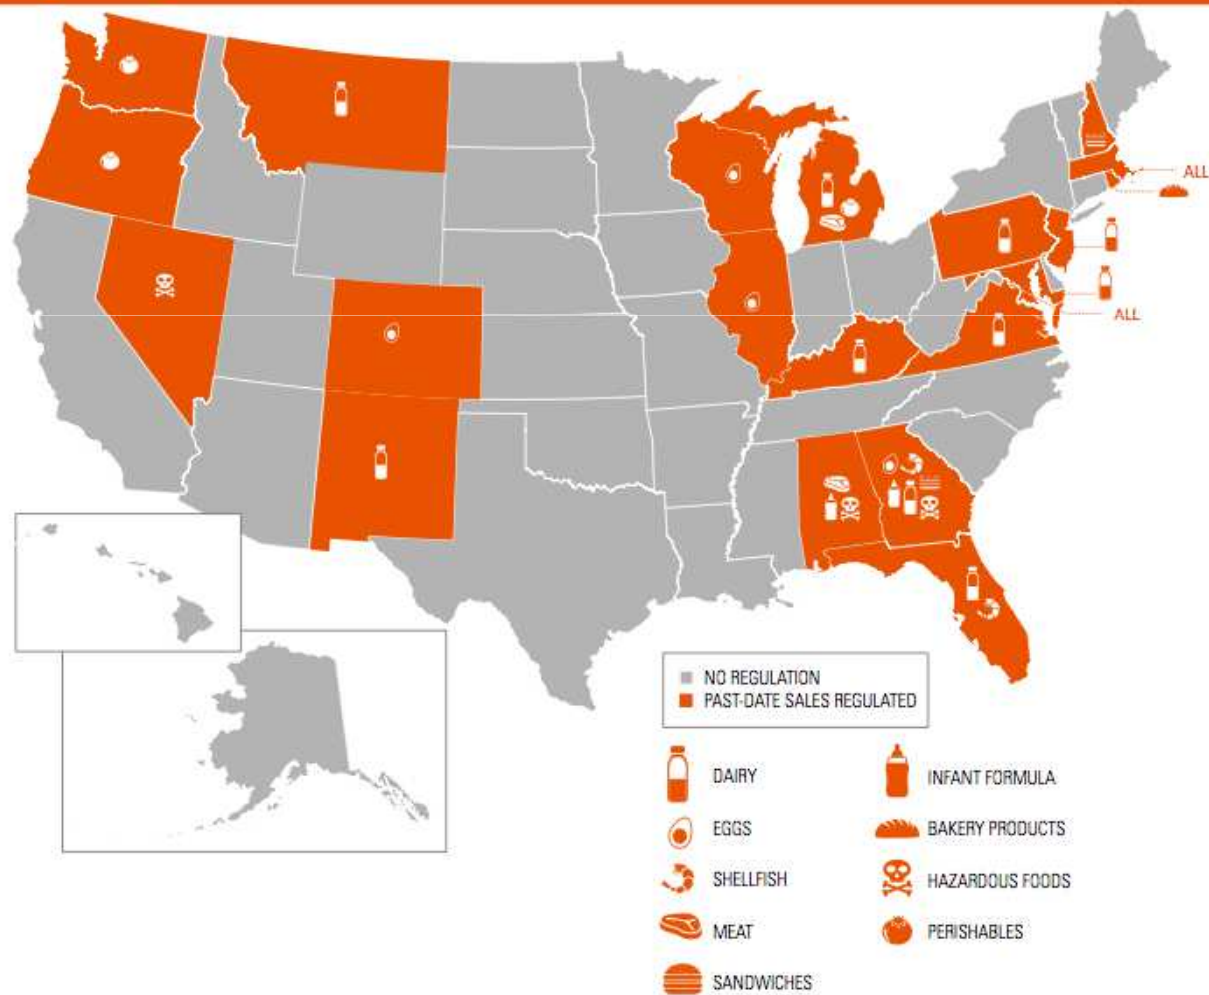 ALL
ALL
NO REGULATION
PAST-DATE SALES REGULATED
DAIRY
INFANT FORMULA
EGGS
BAKERY PRODUCTS
SHELLFISH
HAZARDOUS FOODS
MEAT
PERISHABLES
SANDWICHES